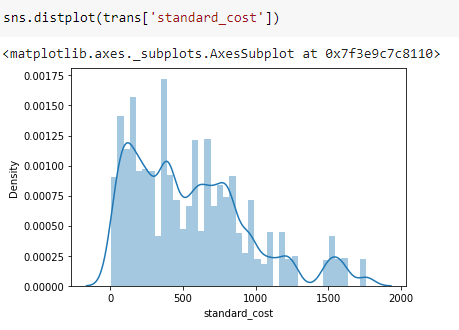 sns.distplot(trans['standard_cost'])
<matplotlib.axes._subplots.AxesSubplot at 0x7f3e9c7c8110>
0.00175
0.00150
0.00125
0.00100
0.00075
0.00050
0.00025
0.00000
Density
0 500 1000 1500 2000
standard_cost